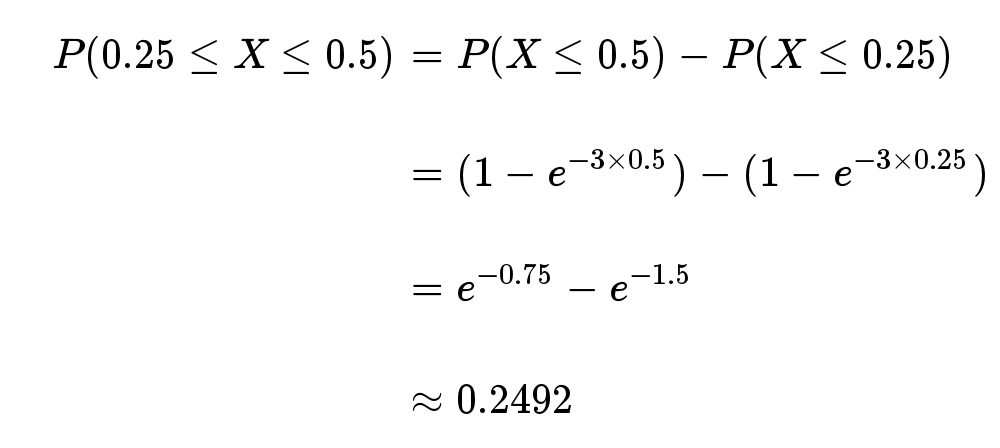 P(0.25 ≤ X ≤ 0.5) = P(X ≤ 0.5) − P(X ≤ 0.25)
= (1 − e^{−3×0.5}) − (1 − e^{−3×0.25})
= e^{−0.75} − e^{−1.5}
≈ 0.2492